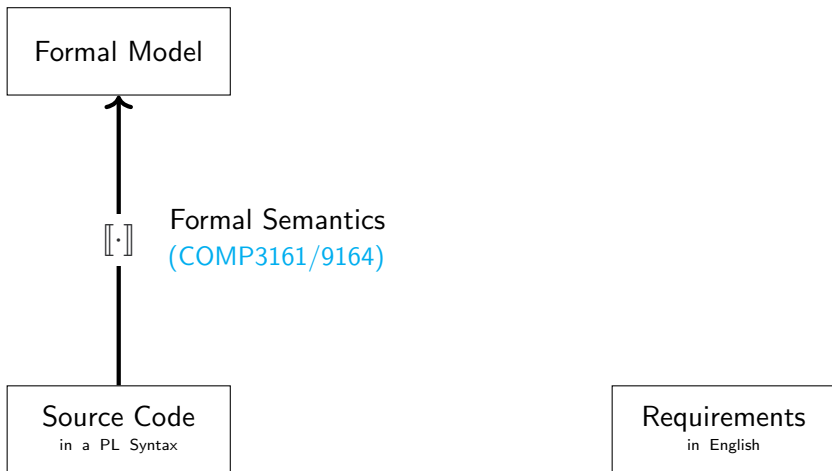 Formal Model
⟦·⟧
Formal Semantics
(COMP3161/9164)
Source Code
in a PL Syntax
Requirements
in English